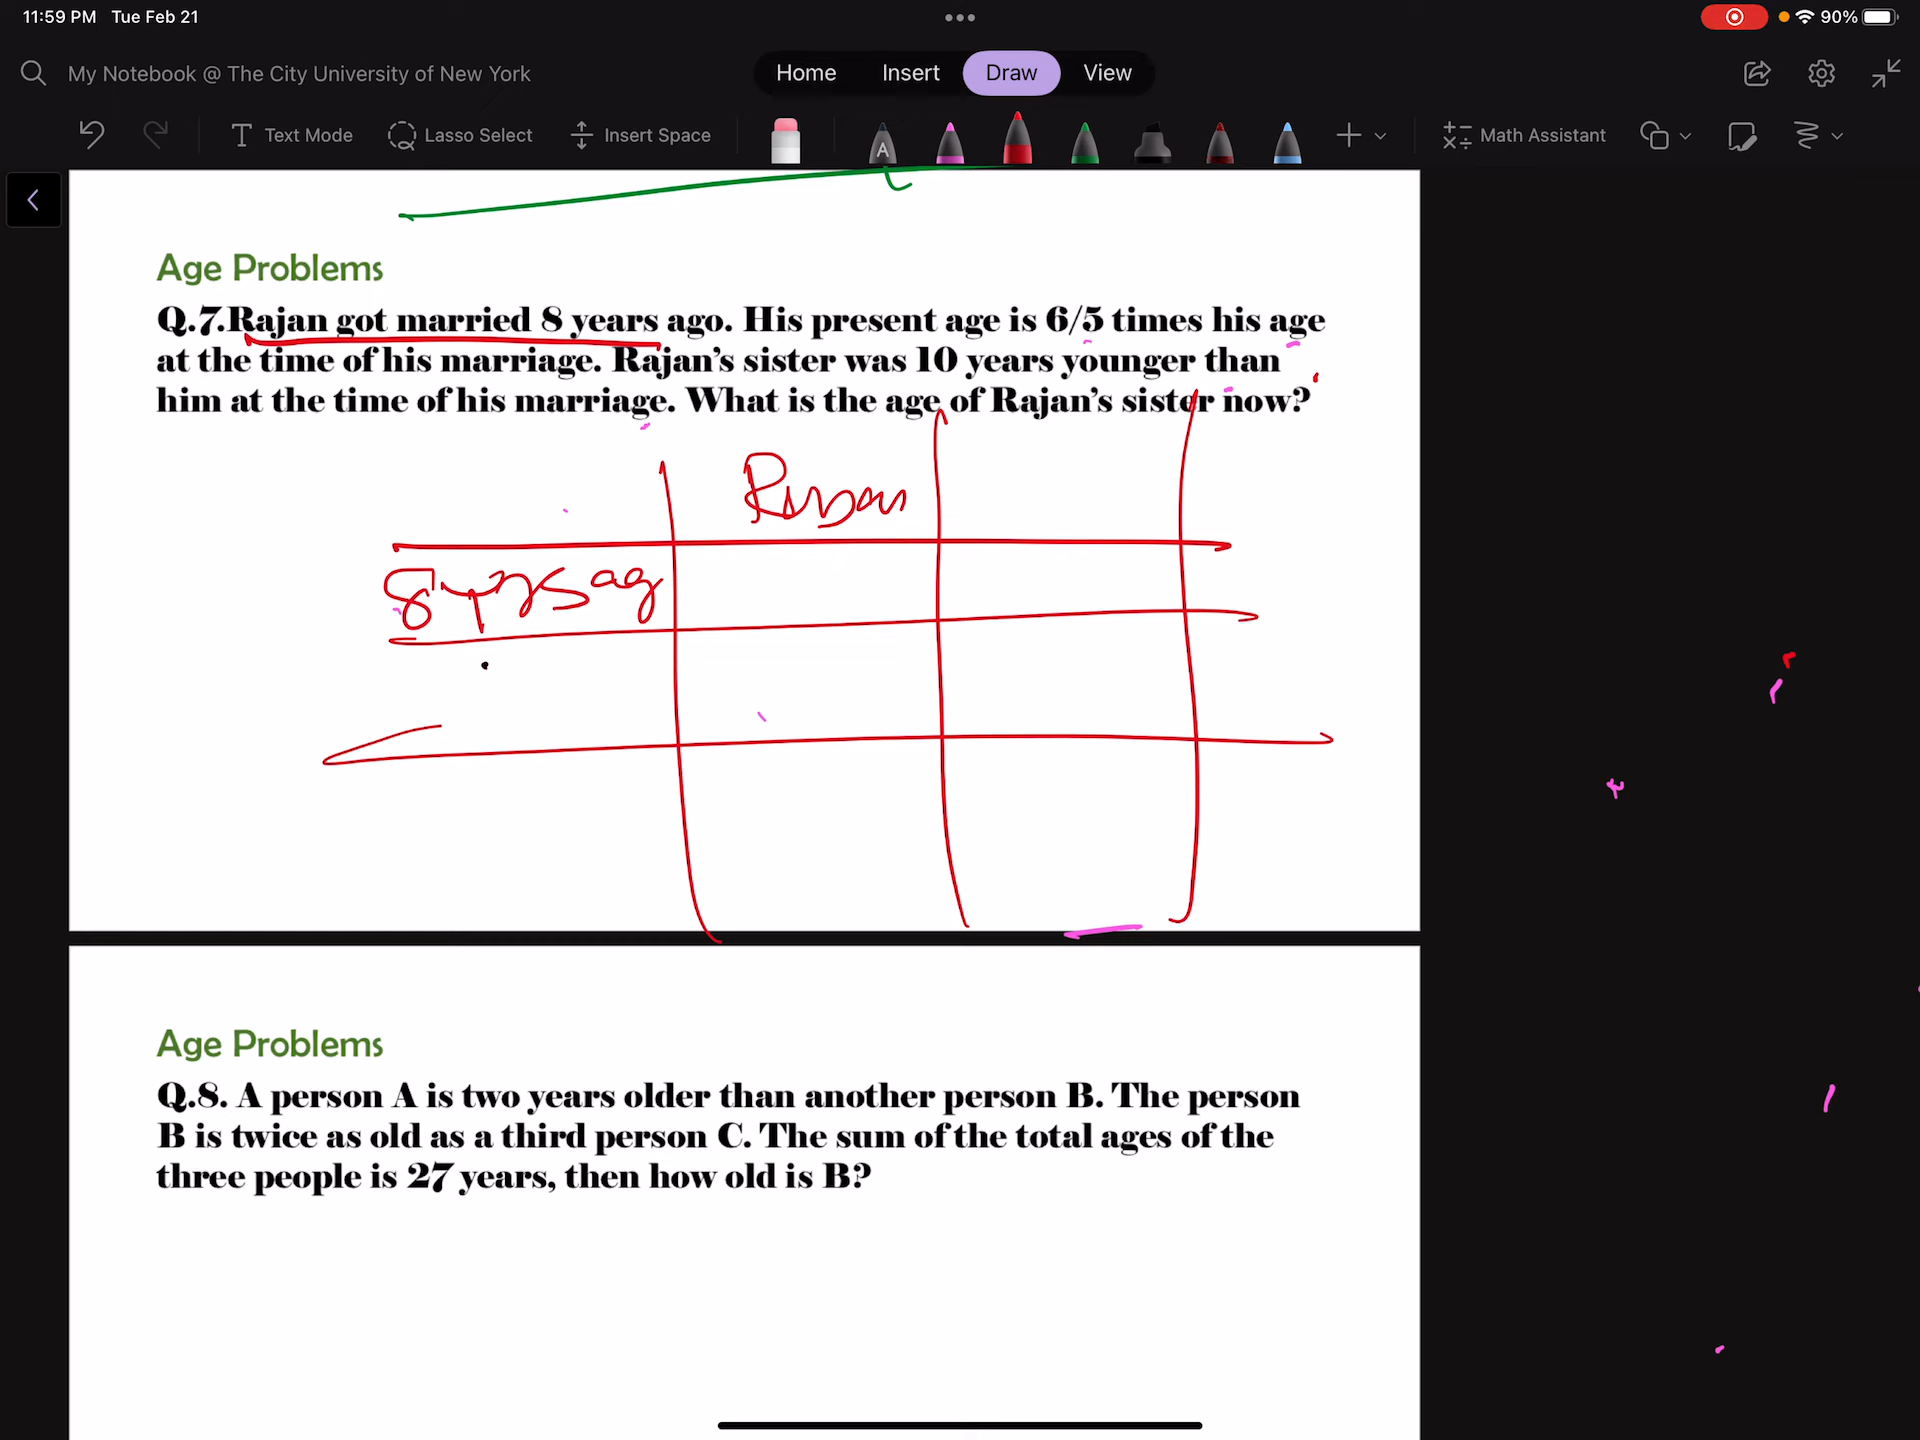 11:59 PM Tue Feb 21
90%
My Notebook @ The City University of New York
Home Insert Draw View
Text Mode Lasso Select Insert Space A Math Assistant
Age Problems
Q.7.Rajan got married 8 years ago. His present age is 6/5 times his age
at the time of his marriage. Rajan’s sister was 10 years younger than
him at the time of his marriage. What is the age of Rajan’s sister now?
8 yrs ag
Age Problems
Q.8. A person A is two years older than another person B. The person
B is twice as old as a third person C. The sum of the total ages of the
three people is 27 years, then how old is B?